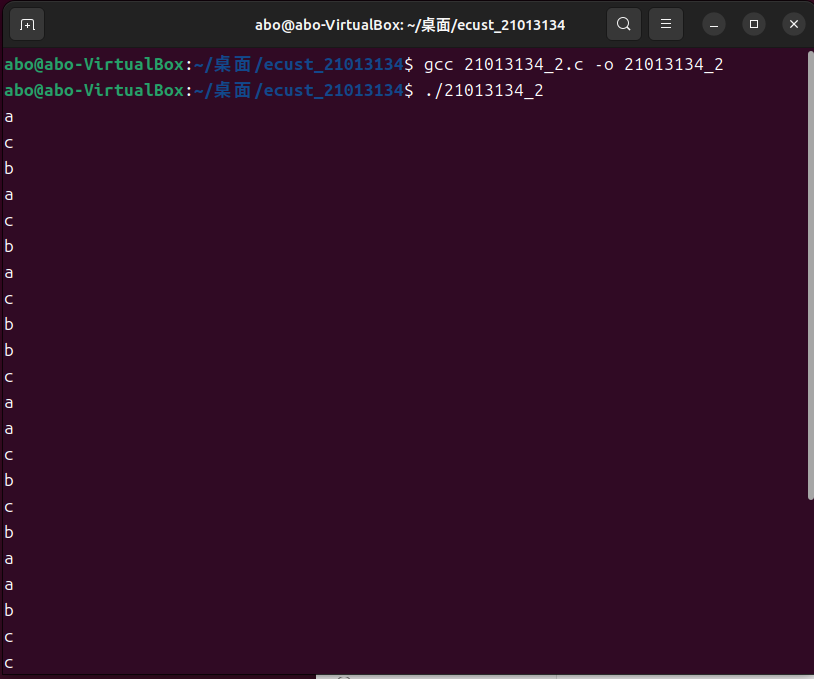 abo@abo-VirtualBox: ~/桌面/ecust_21013134
abo@abo-VirtualBox:~/桌面/ecust_21013134$ gcc 21013134_2.c -o 21013134_2
abo@abo-VirtualBox:~/桌面/ecust_21013134$ ./21013134_2
a
c
b
a
c
b
a
c
b
b
c
a
a
c
b
c
b
a
a
b
c
c